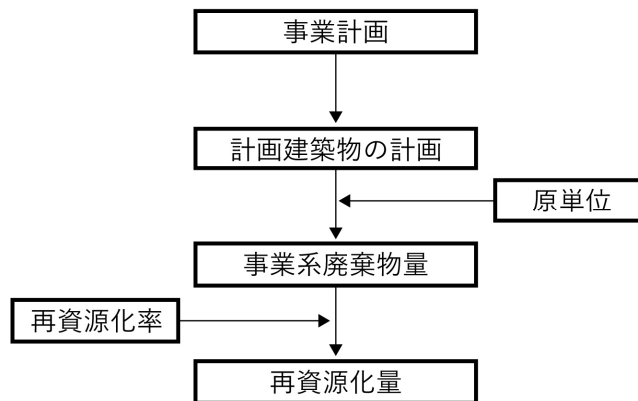 事業計画
計画建築物の計画
原単位
事業系廃棄物量
再資源化率
再資源化量